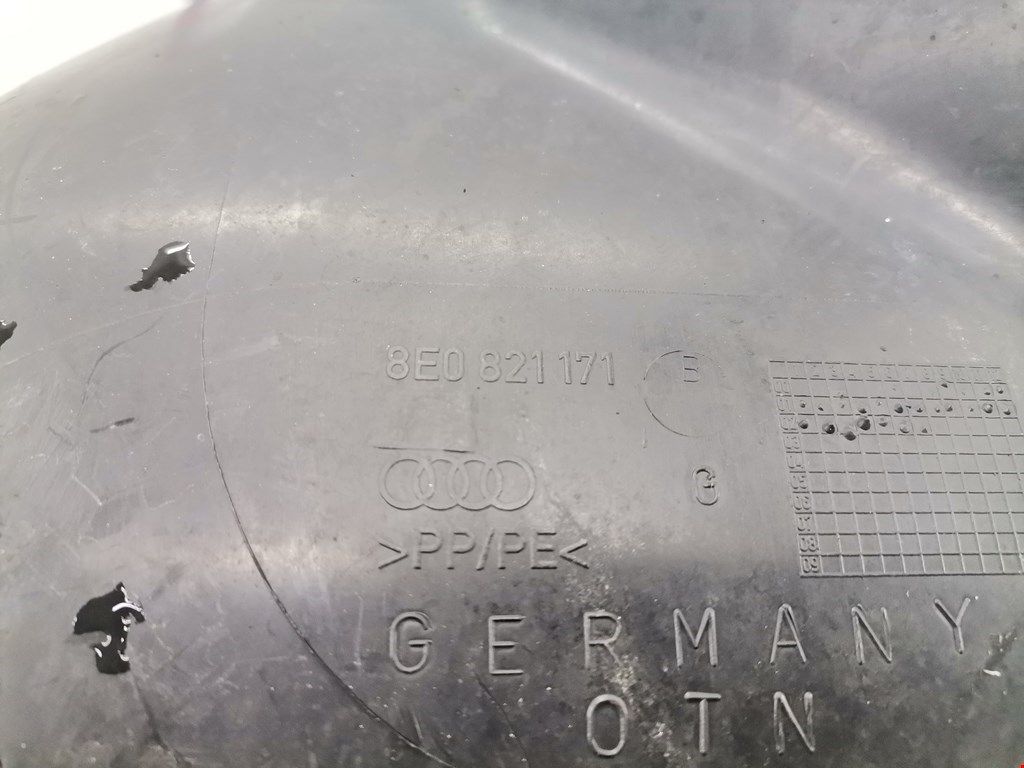 8E0 821 171 B
G
>PP/PE<
GERMANY
OTN